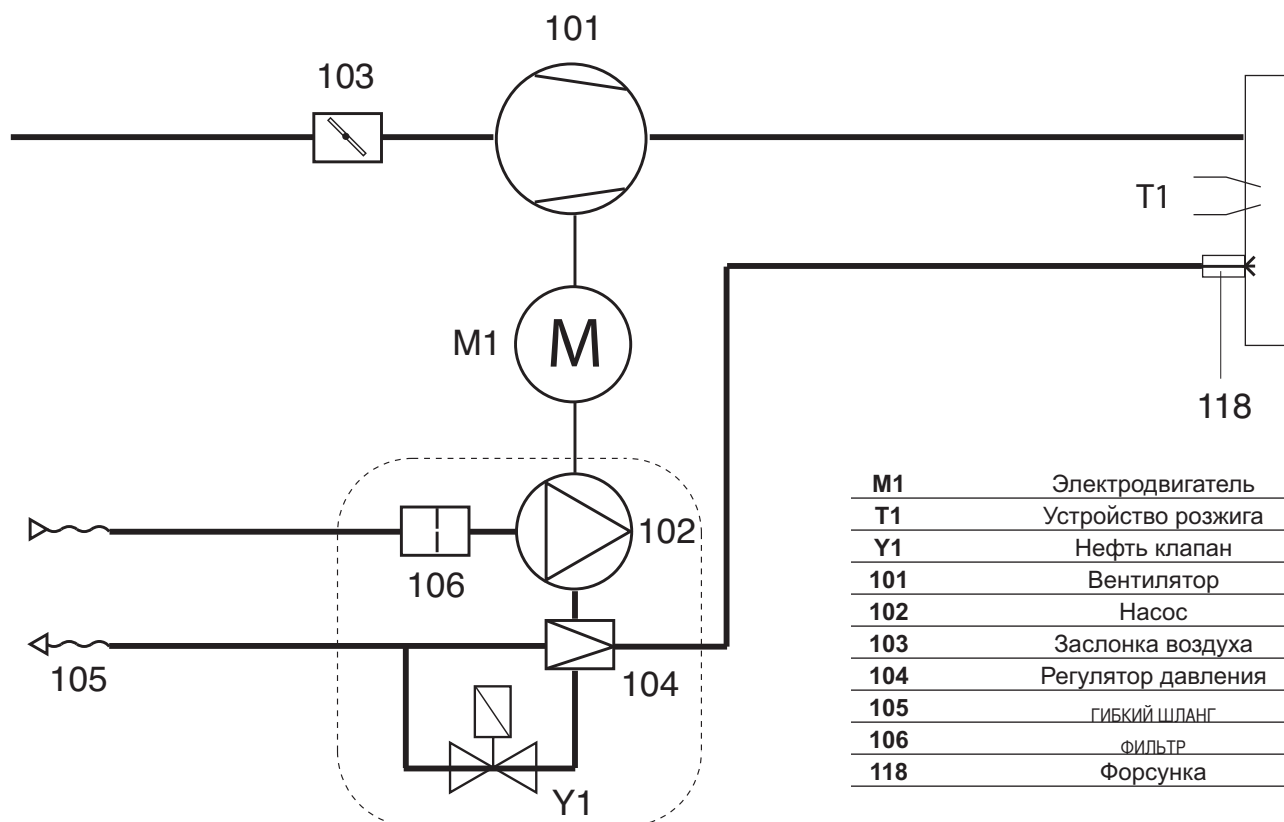 101
103
T1
M1
M
118
102
106
105
104
Y1
M1 Электродвигатель
T1 Устройство розжига
Y1 Нефть клапан
101 Вентилятор
102 Насос
103 Заслонка воздуха
104 Регулятор давления
105 ГИБКИЙ ШЛАНГ
106 ФИЛЬТР
118 Форсунка